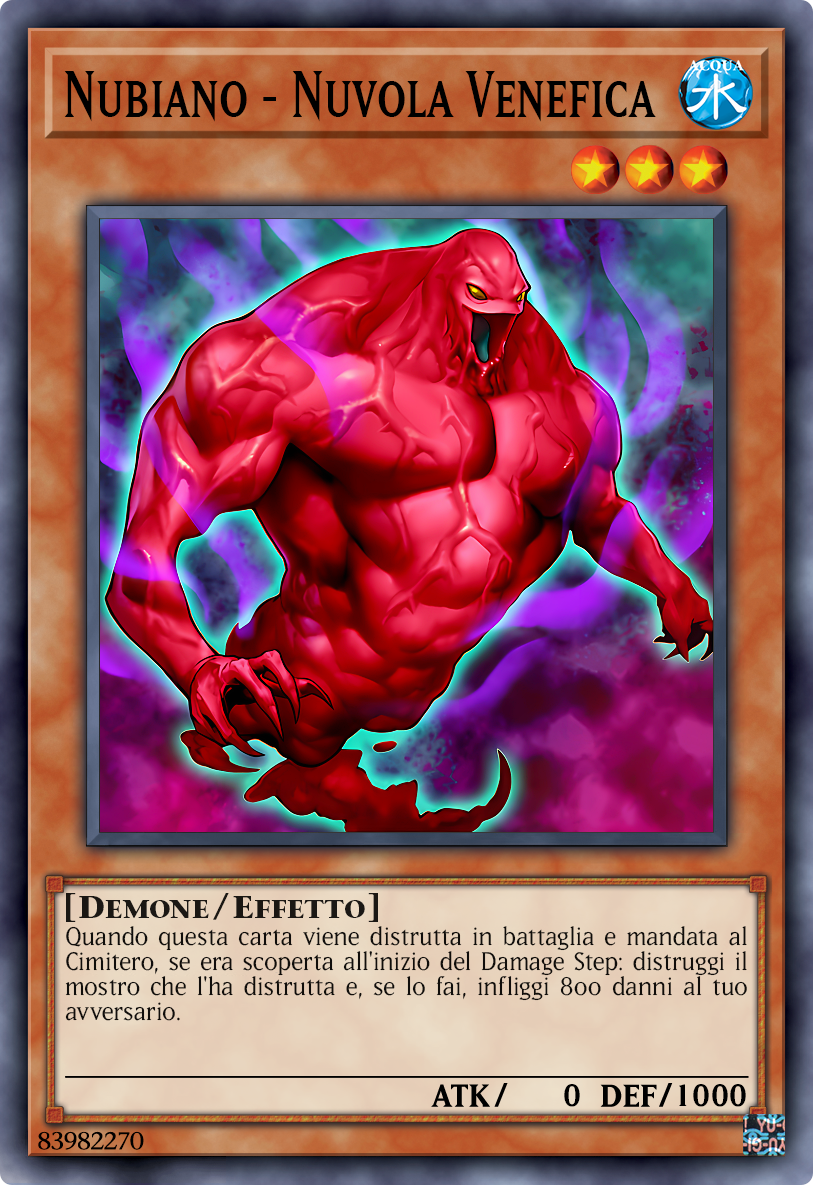 Nubiano - Nuvola Venefica
ACQUA
水
[Demone/Effetto]
Quando questa carta viene distrutta in battaglia e mandata al
Cimitero, se era scoperta all'inizio del Damage Step: distruggi il
mostro che l'ha distrutta e, se lo fai, infliggi 800 danni al tuo
avversario.
ATK/ 0 DEF/1000
83982270